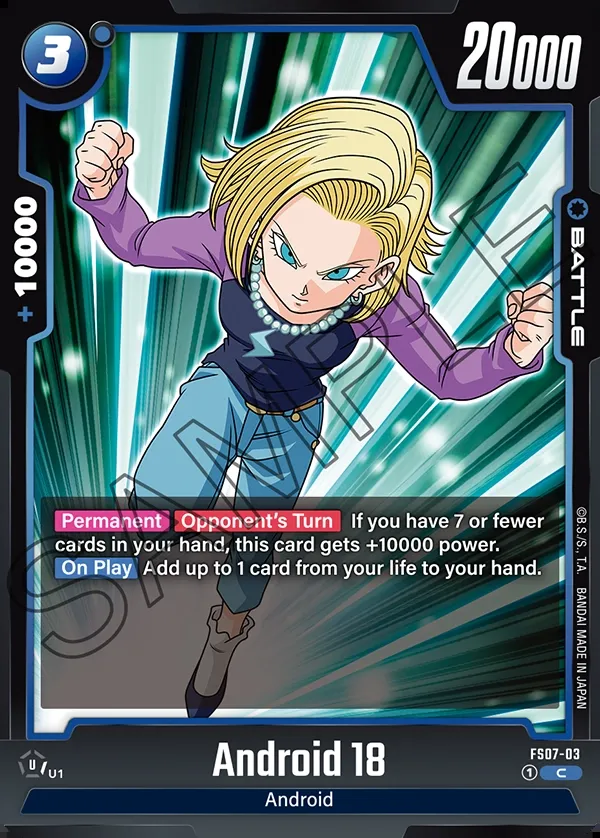 3
20000
+ 10000
BATTLE
SAMPLE
Permanent Opponent's Turn If you have 7 or fewer
cards in your hand, this card gets +10000 power.
On Play Add up to 1 card from your life to your hand.
©B.S./S., T.A. BANDAI MADE IN JAPAN
U/U1
Android 18
FS07-03
1 C
Android